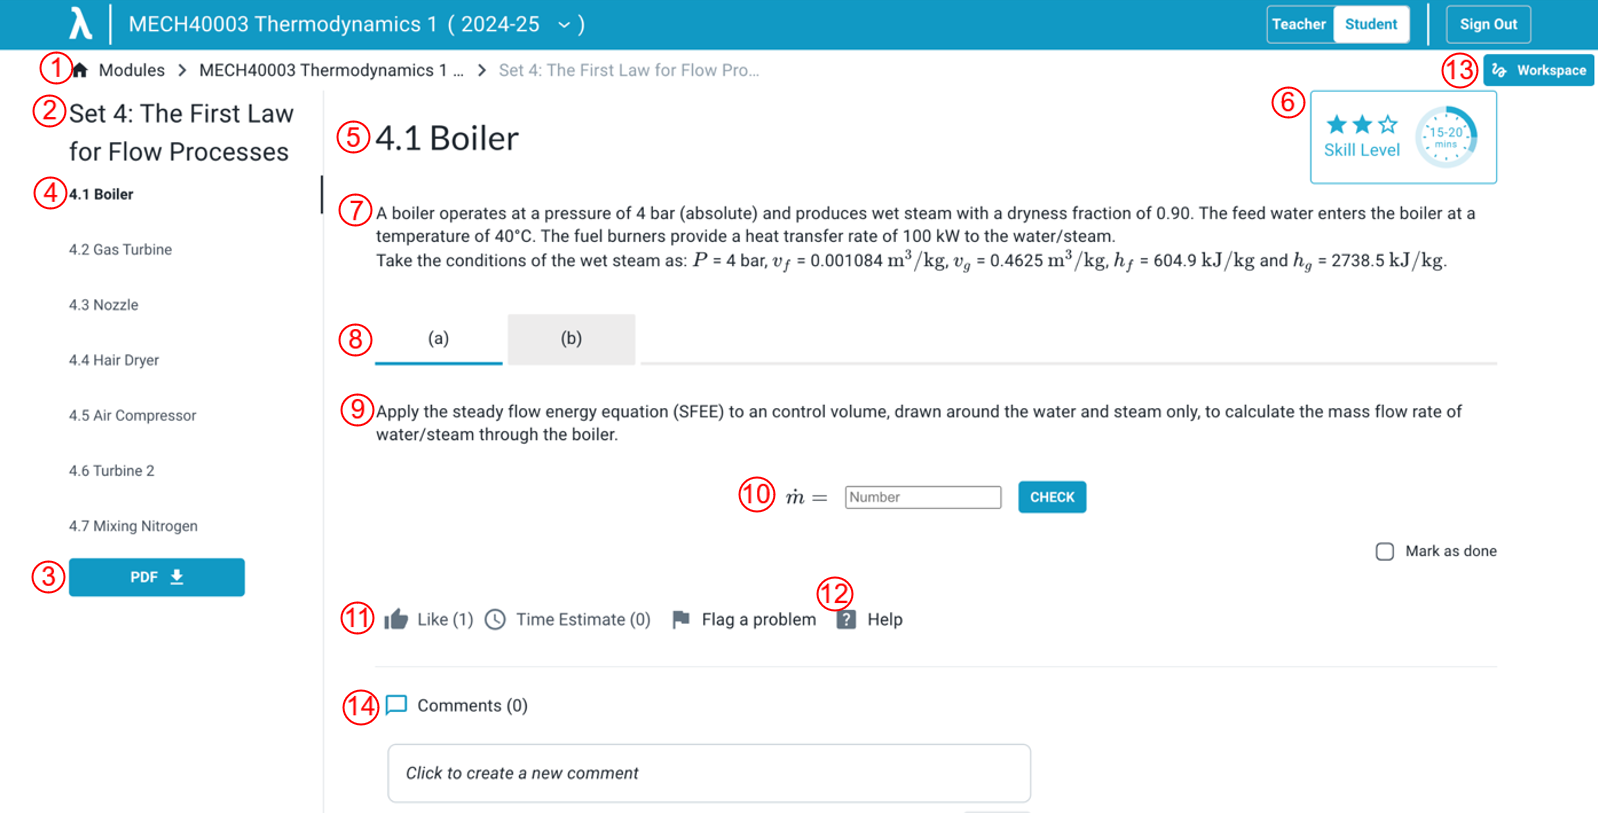 λ MECH40003 Thermodynamics 1 ( 2024-25 )
Teacher Student Sign Out
1 Modules > MECH40003 Thermodynamics 1 ... > Set 4: The First Law for Flow Pro...
13 Workspace
2 Set 4: The First Law
for Flow Processes
4 4.1 Boiler
4.2 Gas Turbine
4.3 Nozzle
4.4 Hair Dryer
4.5 Air Compressor
4.6 Turbine 2
4.7 Mixing Nitrogen
3 PDF
5 4.1 Boiler
6
Skill Level
15-20
mins
7 A boiler operates at a pressure of 4 bar (absolute) and produces wet steam with a dryness fraction of 0.90. The feed water enters the boiler at a
temperature of 40°C. The fuel burners provide a heat transfer rate of 100 kW to the water/steam.
Take the conditions of the wet steam as: P = 4 bar, v_f = 0.001084 m³/kg, v_g = 0.4625 m³/kg, h_f = 604.9 kJ/kg and h_g = 2738.5 kJ/kg.
8 (a) (b)
9 Apply the steady flow energy equation (SFEE) to an control volume, drawn around the water and steam only, to calculate the mass flow rate of
water/steam through the boiler.
10 ṁ = Number CHECK
Mark as done
11 Like (1) Time Estimate (0) Flag a problem 12 ? Help
14 Comments (0)
Click to create a new comment